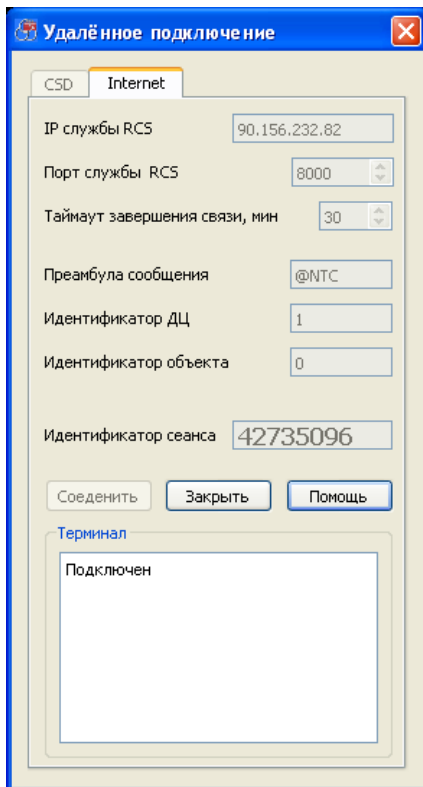 Удалённое подключение
CSD Internet
IP службы RCS 90.156.232.82
Порт службы RCS 8000
Таймаут завершения связи, мин 30
Преамбула сообщения @NTC
Идентификатор ДЦ 1
Идентификатор объекта 0
Идентификатор сеанса 42735096
Соеденить Закрыть Помощь
Терминал
Подключен